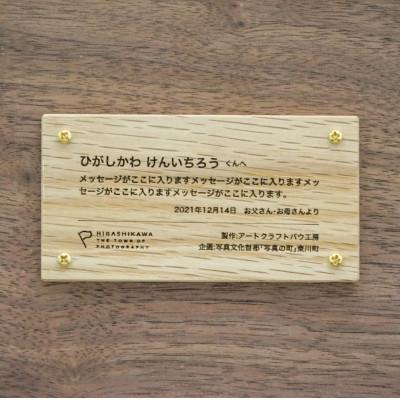 ひがしかわ けんいちろう くんへ
メッセージがここに入りますメッセージがここに入りますメッ
セージがここに入りますメッセージがここに入ります。
2021年12月14日 お父さん・お母さんより
HIGASHIKAWA
THE TOWN OF
PHOTOGRAPHY
製作:アートクラフトバウ工房
企画:写真文化首都「写真の町」東川町